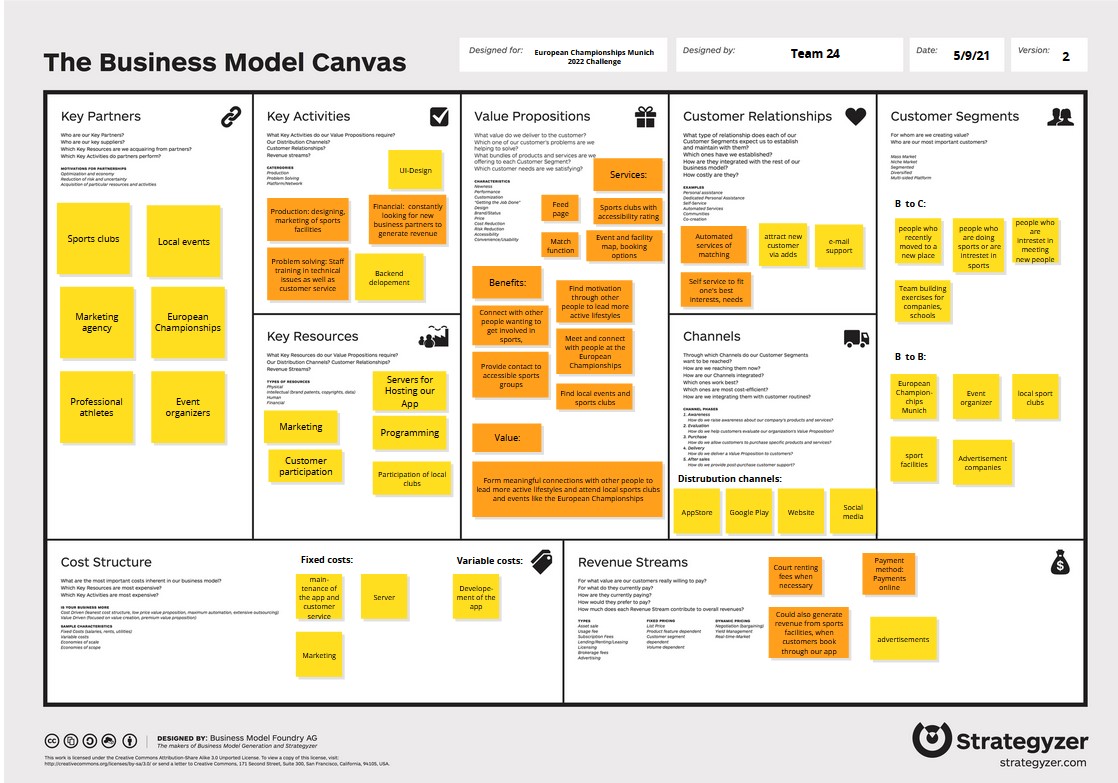 The Business Model Canvas
Designed for:
European Championships Munich
2022 Challenge
Designed by:
Team 24
Date:
5/9/21
Version:
2
Key Partners
Who are our Key Partners?
Who are our key suppliers?
Which Key Resources are we acquairing from partners?
Which Key Activities do partners perform?
MOTIVATIONS FOR PARTNERSHIPS
Optimization and economy
Reduction of risk and uncertainty
Acquisition of particular resources and activities
Sports clubs
Local events
Marketing
agency
European
Championships
Professional
athletes
Event
organizers
Key Activities
What Key Activities do our Value Propositions require?
Our Distribution Channels?
Customer Relationships?
Revenue streams?
CATERGORIES
Production
Problem Solving
Platform/Network
UI-Design
Production: designing,
marketing of sports
facilities
Financial: constantly
looking for new
business partners to
generate revenue
Problem solving: Staff
training in technical
issues as well as
customer service
Backend
delopement
Key Resources
What Key Resources do our Value Propositions require?
Our Distribution Channels? Customer Relationships?
Revenue Streams?
TYPES OF RESOURCES
Physical
Intellectual (brand patents, copyrights, data)
Human
Financial
Servers for
Hosting our
App
Marketing
Programming
Customer
participation
Participation of local
clubs
Value Propositions
What value do we deliver to the customer?
Which one of our customer's problems are we
helping to solve?
What bundles of products and services are we
offering to each Customer Segment?
Which customer needs are we satisfying?
CHARACTERISTICS
Newness
Performance
Customization
"Getting the Job Done"
Design
Brand/Status
Price
Cost Reduction
Risk Reduction
Accessibility
Convenience/Usability
Services:
Feed
page
Sports clubs with
accessibility rating
Match
function
Event and facility
map, booking
options
Benefits:
Connect with other
people wanting to
get involved in
sports,
Find motivation
through other
people to lead more
active lifestyles
Provide contact to
accessible sports
groups
Meet and connect
with people at the
European
Championships
Find local events and
sports clubs
Value:
Form meaningful connections with other people to
lead more active lifestyles and attend local sports clubs
and events like the European Championships
Customer Relationships
What type of relationship does each of our
Customer Segments expect us to establish
and maintain with them?
Which ones have we established?
How are they integrated with the rest of our
business model?
How costly are they?
EXAMPLES
Personal assistance
Dedicated Personal Assistance
Self-Service
Automated Services
Communities
Co-creation
Automated
services of
matching
attract new
customer
via adds
e-mail
support
Self service to fit
one's best
interests, needs
Channels
Through which Channels do our Customer Segments
want to be reached?
How are we reaching them now?
How are our Channels integrated?
Which ones work best?
Which ones are most cost-efficient?
How are we integrating them with customer routines?
CHANNEL PHASES
1. Awareness
How do we raise awareness about our company's products and services?
2. Evaluation
How do we help customers evaluate our organization's Value Proposition?
3. Purchase
How do we allow customers to purchase specific products and services?
4. Delivery
How do we deliver a Value Proposition to customers?
5. After sales
How do we provide post-purchase customer support?
Distrubution channels:
AppStore
Google Play
Website
Social
media
Customer Segments
For whom are we creating value?
Who are our most important customers?
Mass Market
Niche Market
Segmented
Diversified
Multi-sided Platform
B to C:
people who
recently
moved to a
new place
people who
are doing
sports or are
intrestet in
sports
people who
are
intrestet in
meeting
new people
Team building
exercises for
companies,
schools
B to B:
European
Champion-
chips
Munich
Event
organizer
local sport
clubs
sport
facilities
Advertisement
companies
Cost Structure
What are the most important costs inherent in our business model?
Which Key Resources are most expensive?
Which Key Activities are most expensive?
IS YOUR BUSINESS MORE
Cost Driven (leanest cost structure, low price value proposition, maximum automation, extensive outsourcing)
Value Driven (focused on value creation, premium value proposition)
SAMPLE CHARACTERISTICS
Fixed Costs (salaries, rents, utilities)
Variable costs
Economies of scale
Economies of scope
Fixed costs:
main-
tenance of
the app and
customer
service
Server
Marketing
Variable costs:
Develope-
ment of the
app
Revenue Streams
For what value are our customers really willing to pay?
For what do they currently pay?
How are they currently paying?
How would they prefer to pay?
How much does each Revenue Stream contribute to overall revenues?
TYPES
Asset sale
Usage fee
Subscription Fees
Lending/Renting/Leasing
Licensing
Brokerage fees
Advertising
FIXED PRICING
List Price
Product feature dependent
Customer segment
dependent
Volume dependent
DYNAMIC PRICING
Negotiation (bargaining)
Yield Management
Real-time-Market
Court renting
fees when
necessary
Payment
method:
Payments
online
Could also generate
revenue from sports
facilities, when
customers book
through our app
advertisements
DESIGNED BY: Business Model Foundry AG
The makers of Business Model Generation and Strategyzer
This work is licensed under the Creative Commons Attribution-Share Alike 3.0 Unported License. To view a copy of this license, visit:
http://creativecommons.org/licenses/by-sa/3.0/ or send a letter to Creative Commons, 171 Second Street, Suite 300, San Francisco, California, 94105, USA.
Strategyzer
strategyzer.com